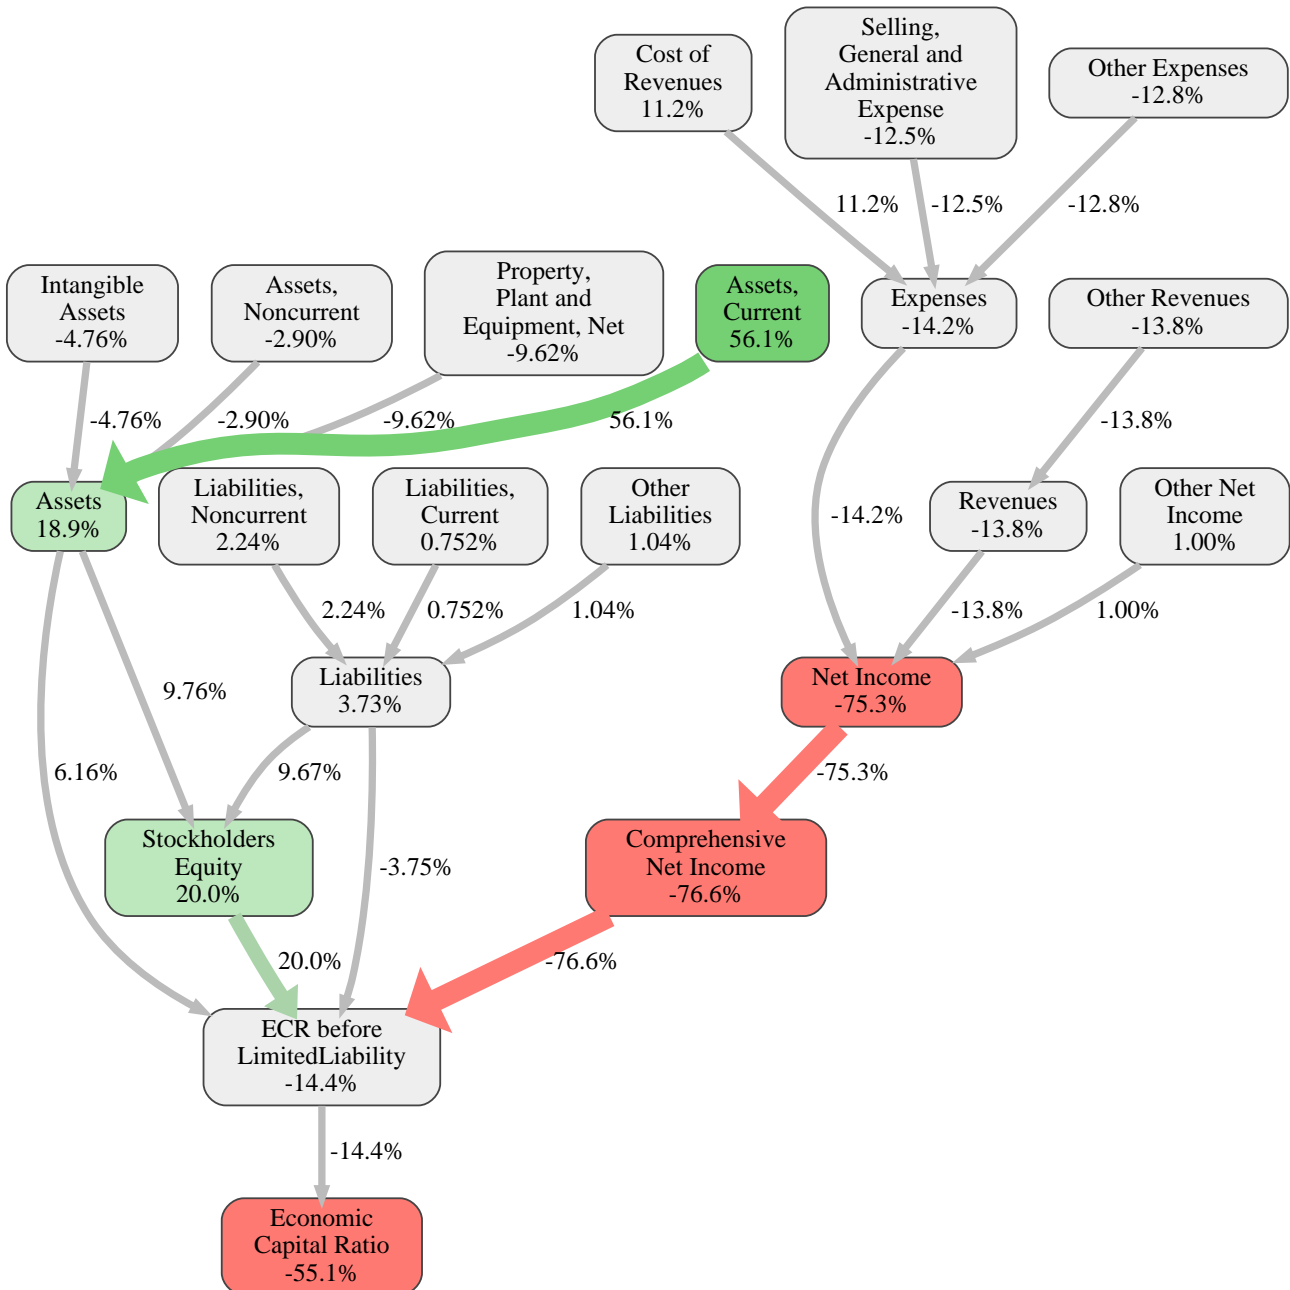 Cost of
Revenues
11.2%
Selling,
General and
Administrative
Expense
-12.5%
Other Expenses
-12.8%
11.2%
-12.5%
-12.8%
Intangible
Assets
-4.76%
Assets,
Noncurrent
-2.90%
Property,
Plant and
Equipment, Net
-9.62%
Assets,
Current
56.1%
Expenses
-14.2%
Other Revenues
-13.8%
-4.76%
-2.90%
-9.62%
56.1%
-13.8%
Assets
18.9%
Liabilities,
Noncurrent
2.24%
Liabilities,
Current
0.752%
Other
Liabilities
1.04%
-14.2%
Revenues
-13.8%
Other Net
Income
1.00%
2.24%
0.752%
1.04%
-13.8%
1.00%
9.76%
Liabilities
3.73%
Net Income
-75.3%
6.16%
9.67%
-75.3%
Stockholders
Equity
20.0%
-3.75%
Comprehensive
Net Income
-76.6%
20.0%
-76.6%
ECR before
LimitedLiability
-14.4%
-14.4%
Economic
Capital Ratio
-55.1%